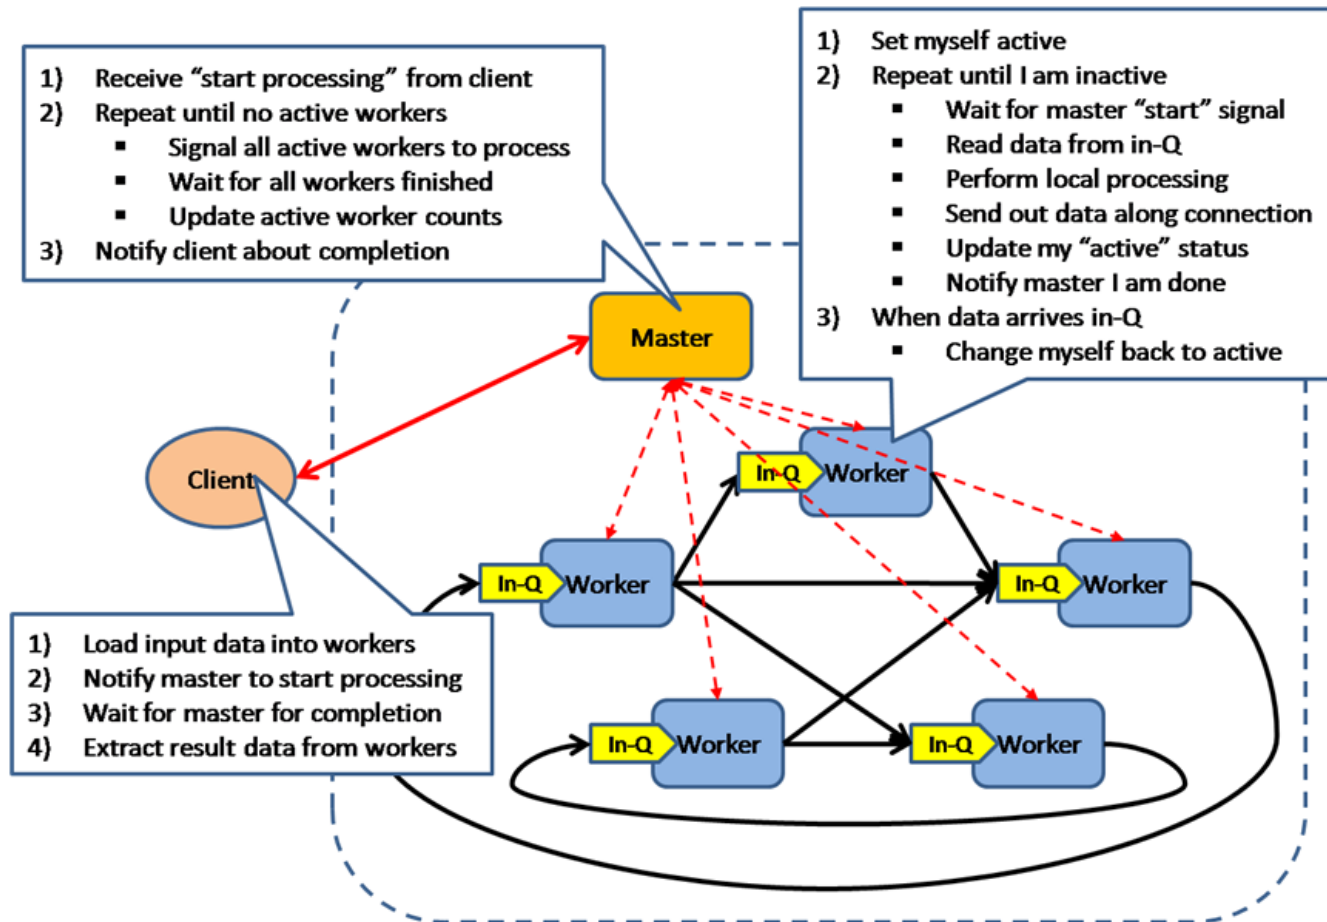 1) Receive “start processing” from client
2) Repeat until no active workers
▪ Signal all active workers to process
▪ Wait for all workers finished
▪ Update active worker counts
3) Notify client about completion
1) Set myself active
2) Repeat until I am inactive
▪ Wait for master “start” signal
▪ Read data from in-Q
▪ Perform local processing
▪ Send out data along connection
▪ Update my “active” status
▪ Notify master I am done
3) When data arrives in-Q
▪ Change myself back to active
Master
Client
In-Q Worker
In-Q Worker
In-Q Worker
1) Load input data into workers
2) Notify master to start processing
3) Wait for master for completion
4) Extract result data from workers
In-Q Worker
In-Q Worker